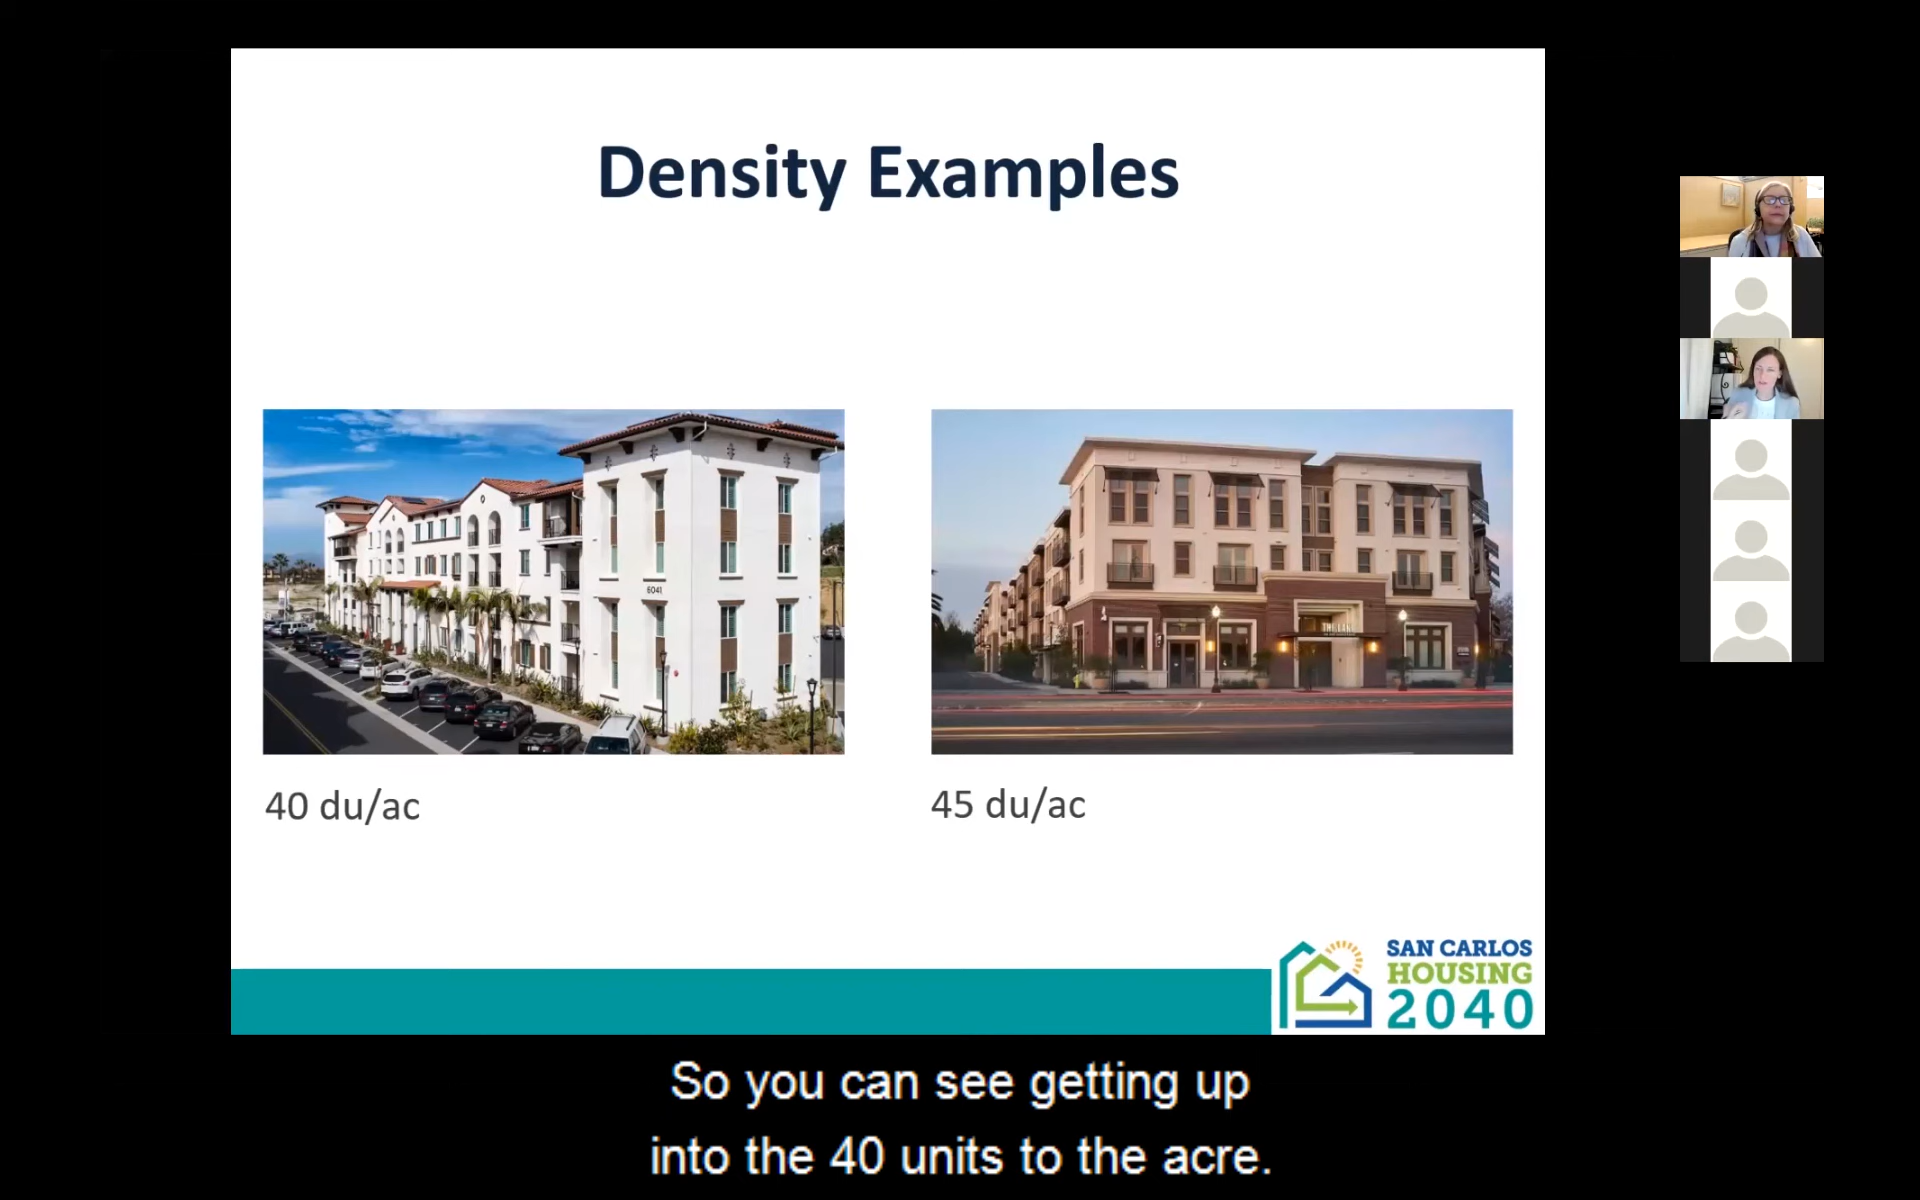 Density Examples
6041
40 du/ac
45 du/ac
SAN CARLOS
HOUSING
2040
So you can see getting up
into the 40 units to the acre.